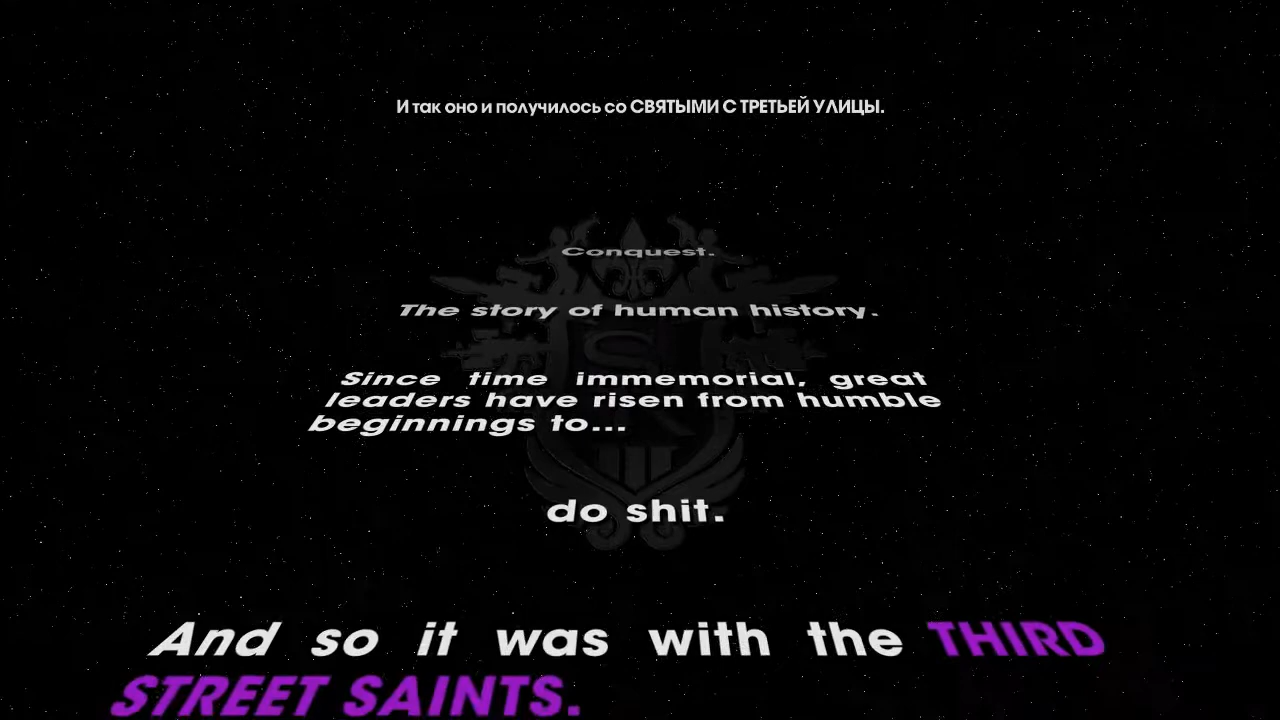 И так оно и получилось со СВЯТЫМИ С ТРЕТЬЕЙ УЛИЦЫ.
Conquest.
The story of human history.
Since time immemorial, great
leaders have risen from humble
beginnings to...
do shit.
And so it was with the THIRD
STREET SAINTS.